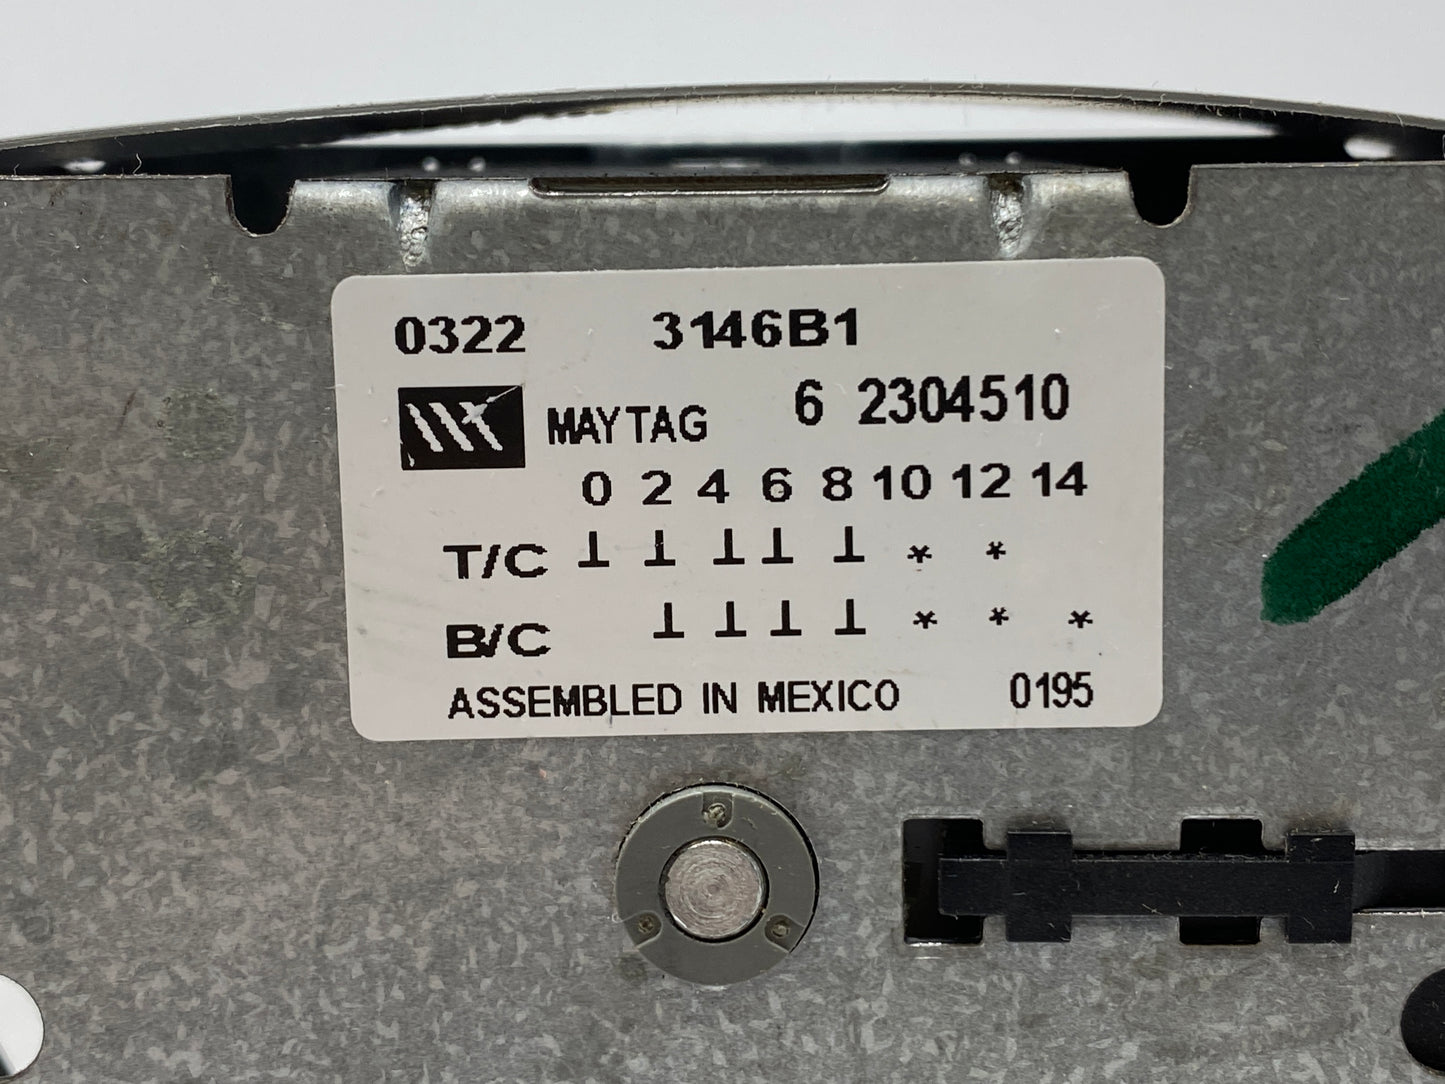 0322 3146B1
MAYTAG 6 2304510
0 2 4 6 8 10 12 14
T/C ⊥ ⊥ ⊥ ⊥ ⊥ * *
B/C ⊥ ⊥ ⊥ ⊥ * * *
ASSEMBLED IN MEXICO 0195